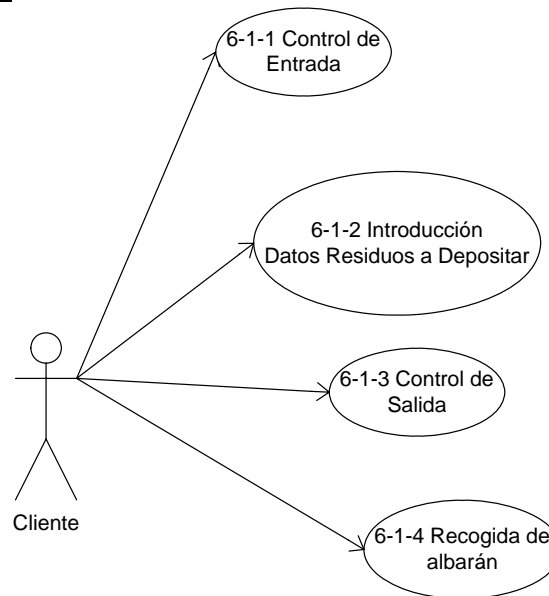 6-1-1 Control de
Entrada
6-1-2 Introducción
Datos Residuos a Depositar
6-1-3 Control de
Salida
Cliente
6-1-4 Recogida de
albarán